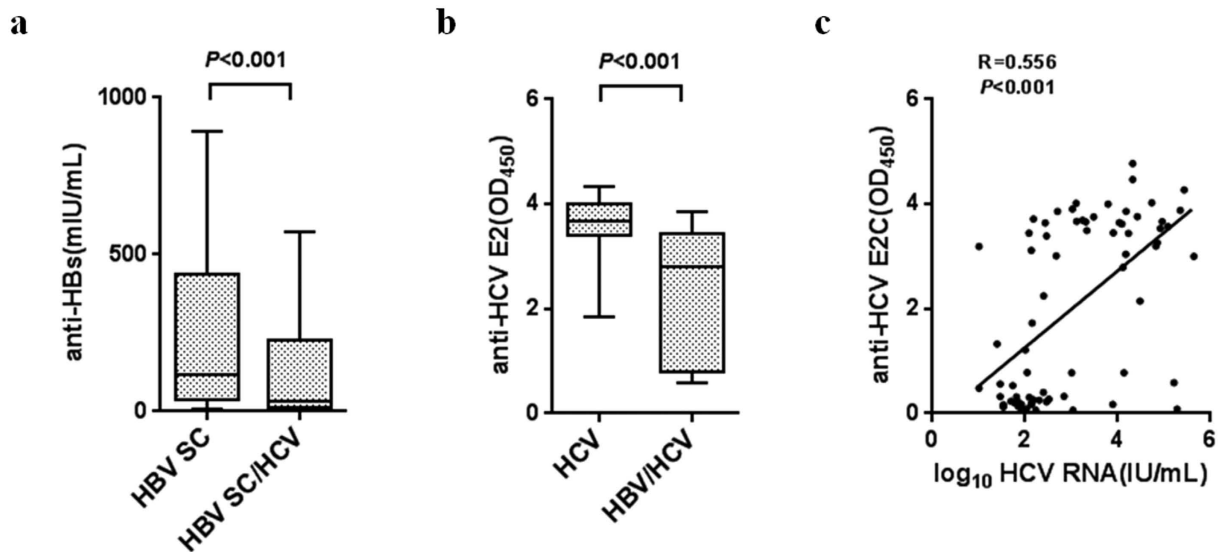 a
P<0.001
anti-HBs(mIU/mL)
1000
500
0
HBV SC
HBV SC/HCV
b
P<0.001
anti-HCV E2(OD450)
6
4
2
0
HCV
HBV/HCV
c
R=0.556
P<0.001
anti-HCV E2C(OD450)
6
4
2
0
0 2 4 6
log10 HCV RNA(IU/mL)